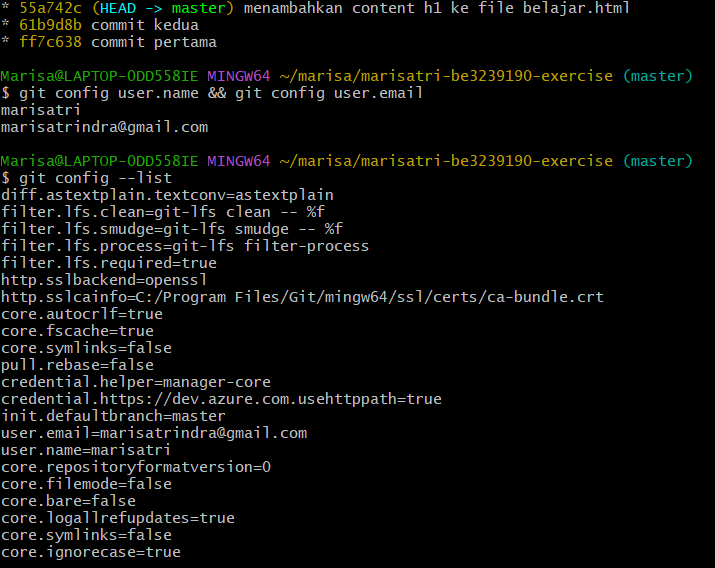 * 55a742c (HEAD -> master) menambahkan content h1 ke file belajar.html
* 61b9d8b commit kedua
* ff7c638 commit pertama
Marisa@LAPTOP-ODD558IE MINGW64 ~/marisa/marisatri-be3239190-exercise (master)
$ git config user.name && git config user.email
marisatri
marisatrindra@gmail.com
Marisa@LAPTOP-ODD558IE MINGW64 ~/marisa/marisatri-be3239190-exercise (master)
$ git config --list
diff.astextplain.textconv=astextplain
filter.lfs.clean=git-lfs clean -- %f
filter.lfs.smudge=git-lfs smudge -- %f
filter.lfs.process=git-lfs filter-process
filter.lfs.required=true
http.sslbackend=openssl
http.sslcainfo=C:/Program Files/Git/mingw64/ssl/certs/ca-bundle.crt
core.autocrlf=true
core.fscache=true
core.symlinks=false
pull.rebase=false
credential.helper=manager-core
credential.https://dev.azure.com.usehttppath=true
init.defaultbranch=master
user.email=marisatrindra@gmail.com
user.name=marisatri
core.repositoryformatversion=0
core.filemode=false
core.bare=false
core.logallrefupdates=true
core.symlinks=false
core.ignorecase=true